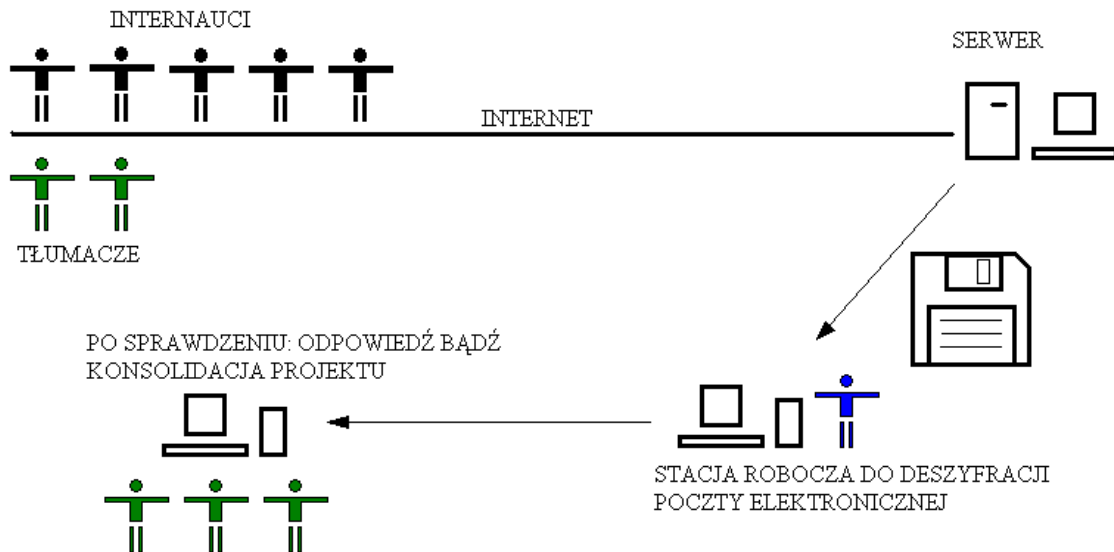 INTERNAUCI
SERWER
INTERNET
TŁUMACZE
PO SPRAWDZENIU: ODPOWIEDŹ BĄDŹ
KONSOLIDACJA PROJEKTU
STACJA ROBOCZA DO DESZYFRACJI
POCZTY ELEKTRONICZNEJ